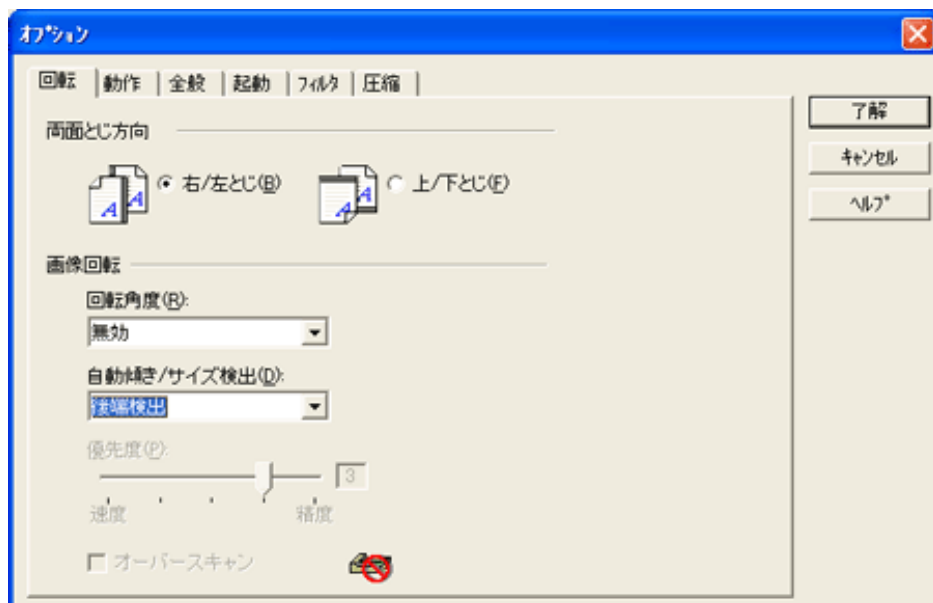 オプション
回転 動作 全般 起動 フィルタ 圧縮
了解
両面とじ方向
キャンセル
右/左とじ(B) 上/下とじ(F)
ヘルプ
A A A A
画像回転
回転角度(R):
無効
自動傾き/サイズ検出(D):
後端検出
優先度(P):
3
速度 精度
オーバースキャン